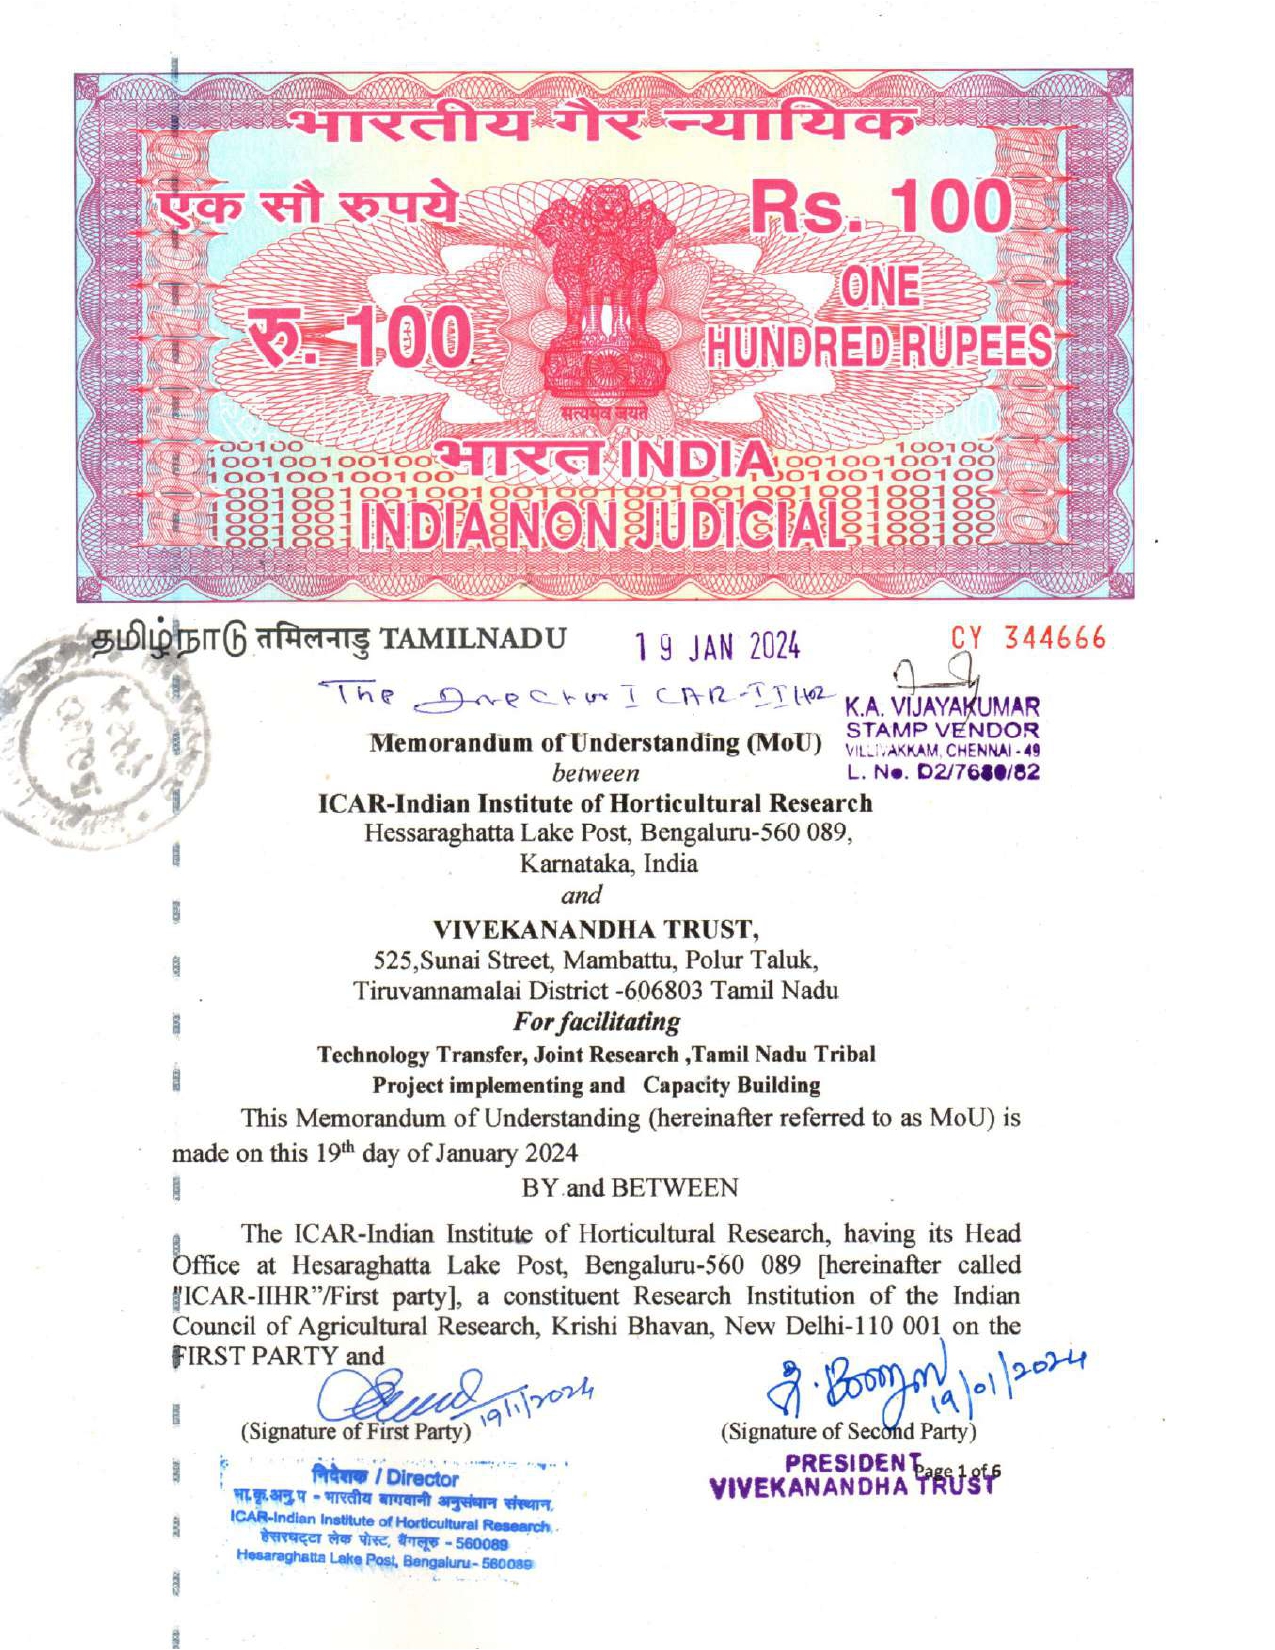 भारतीय गैर न्यायिक
एक सौ रुपये
Rs. 100
रु. 100
ONE
HUNDRED RUPEES
सत्यमेव जयते
भारत INDIA
INDIA NON JUDICIAL
தமிழ்நாடு तमिलनाडु TAMILNADU
19 JAN 2024
CY 344666
The Director ICAR-IIHR
K.A. VIJAYAKUMAR
STAMP VENDOR
VILLIVAKKAM, CHENNAI - 49
L. No. D2/
Memorandum of Understanding (MoU)
between
ICAR-Indian Institute of Horticultural Research
Hessaraghatta Lake Post, Bengaluru-560 089,
Karnataka, India
and
VIVEKANANDHA TRUST,
525,Sunai Street, Mambattu, Polur Taluk,
Tiruvannamalai District -606803 Tamil Nadu
For facilitating
Technology Transfer, Joint Research ,Tamil Nadu Tribal
Project implementing and Capacity Building
This Memorandum of Understanding (hereinafter referred to as MoU) is
made on this 19th day of January 2024
BY and BETWEEN
The ICAR-Indian Institute of Horticultural Research, having its Head
Office at Hesaraghatta Lake Post, Bengaluru-560 089 [hereinafter called
"ICAR-IIHR”/First party], a constituent Research Institution of the Indian
Council of Agricultural Research, Krishi Bhavan, New Delhi-110 001 on the
FIRST PARTY and
19/1/2024
19/01/2024
(Signature of First Party)
(Signature of Second Party)
PRESIDENT
VIVEKANANDHA TRUST
Page 1 of 6
निदेशक / Director
भा.कृ.अनु.प - भारतीय बागवानी अनुसंधान संस्थान,
ICAR-Indian Institute of Horticultural Research
हेसरघट्टा लेक पोस्ट, बैंगलूरु - 560089
Hesaraghatta Lake Post, Bengaluru - 560089